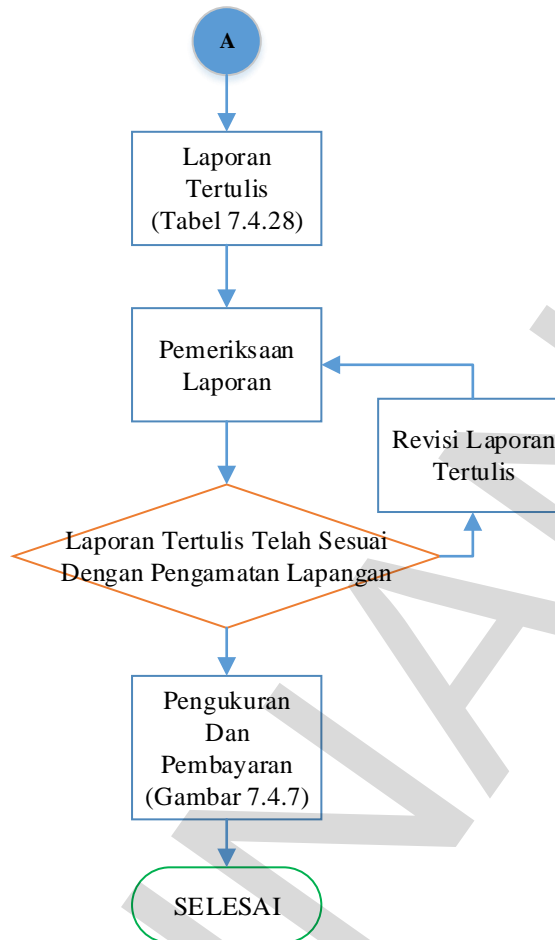 A
Laporan
Tertulis
(Tabel 7.4.28)
Pemeriksaan
Laporan
Revisi Laporan
Tertulis
Laporan Tertulis Telah Sesuai
Dengan Pengamatan Lapangan
Pengukuran
Dan
Pembayaran
(Gambar 7.4.7)
SELESAI